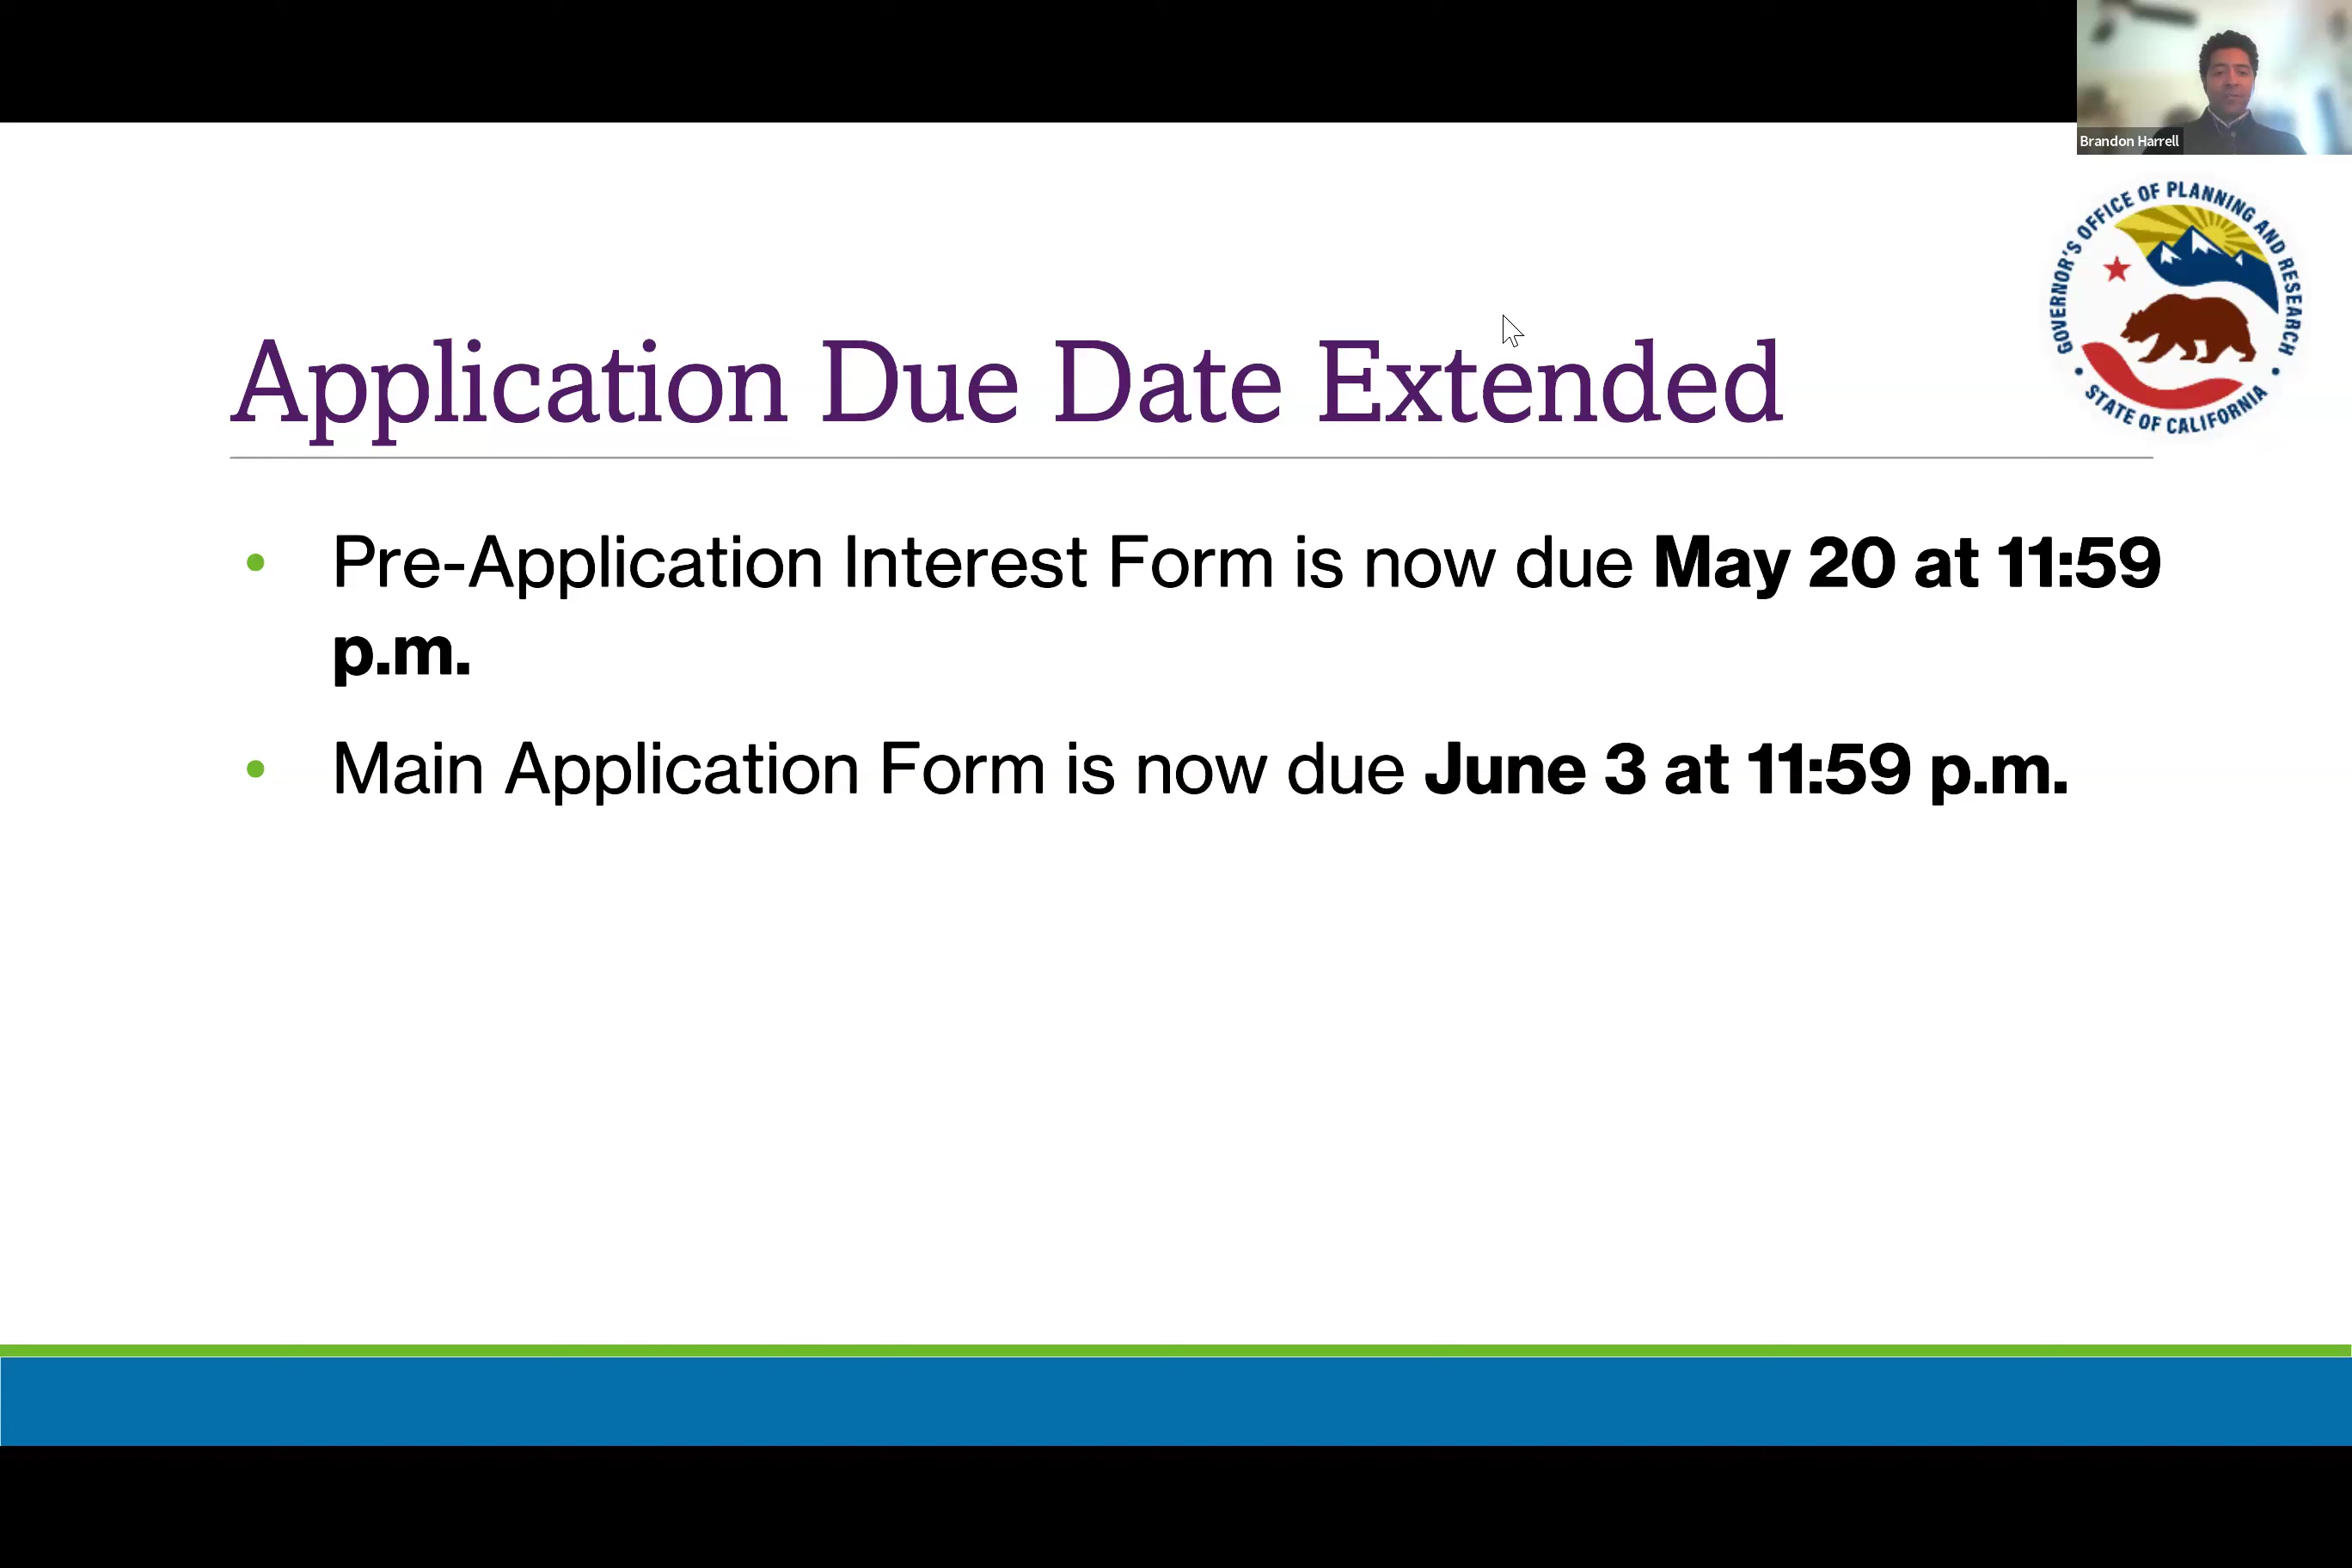 Brandon Harrell
GOVERNOR'S OFFICE OF PLANNING AND RESEARCH
• STATE OF CALIFORNIA •
Application Due Date Extended
• Pre-Application Interest Form is now due May 20 at 11:59
p.m.
• Main Application Form is now due June 3 at 11:59 p.m.